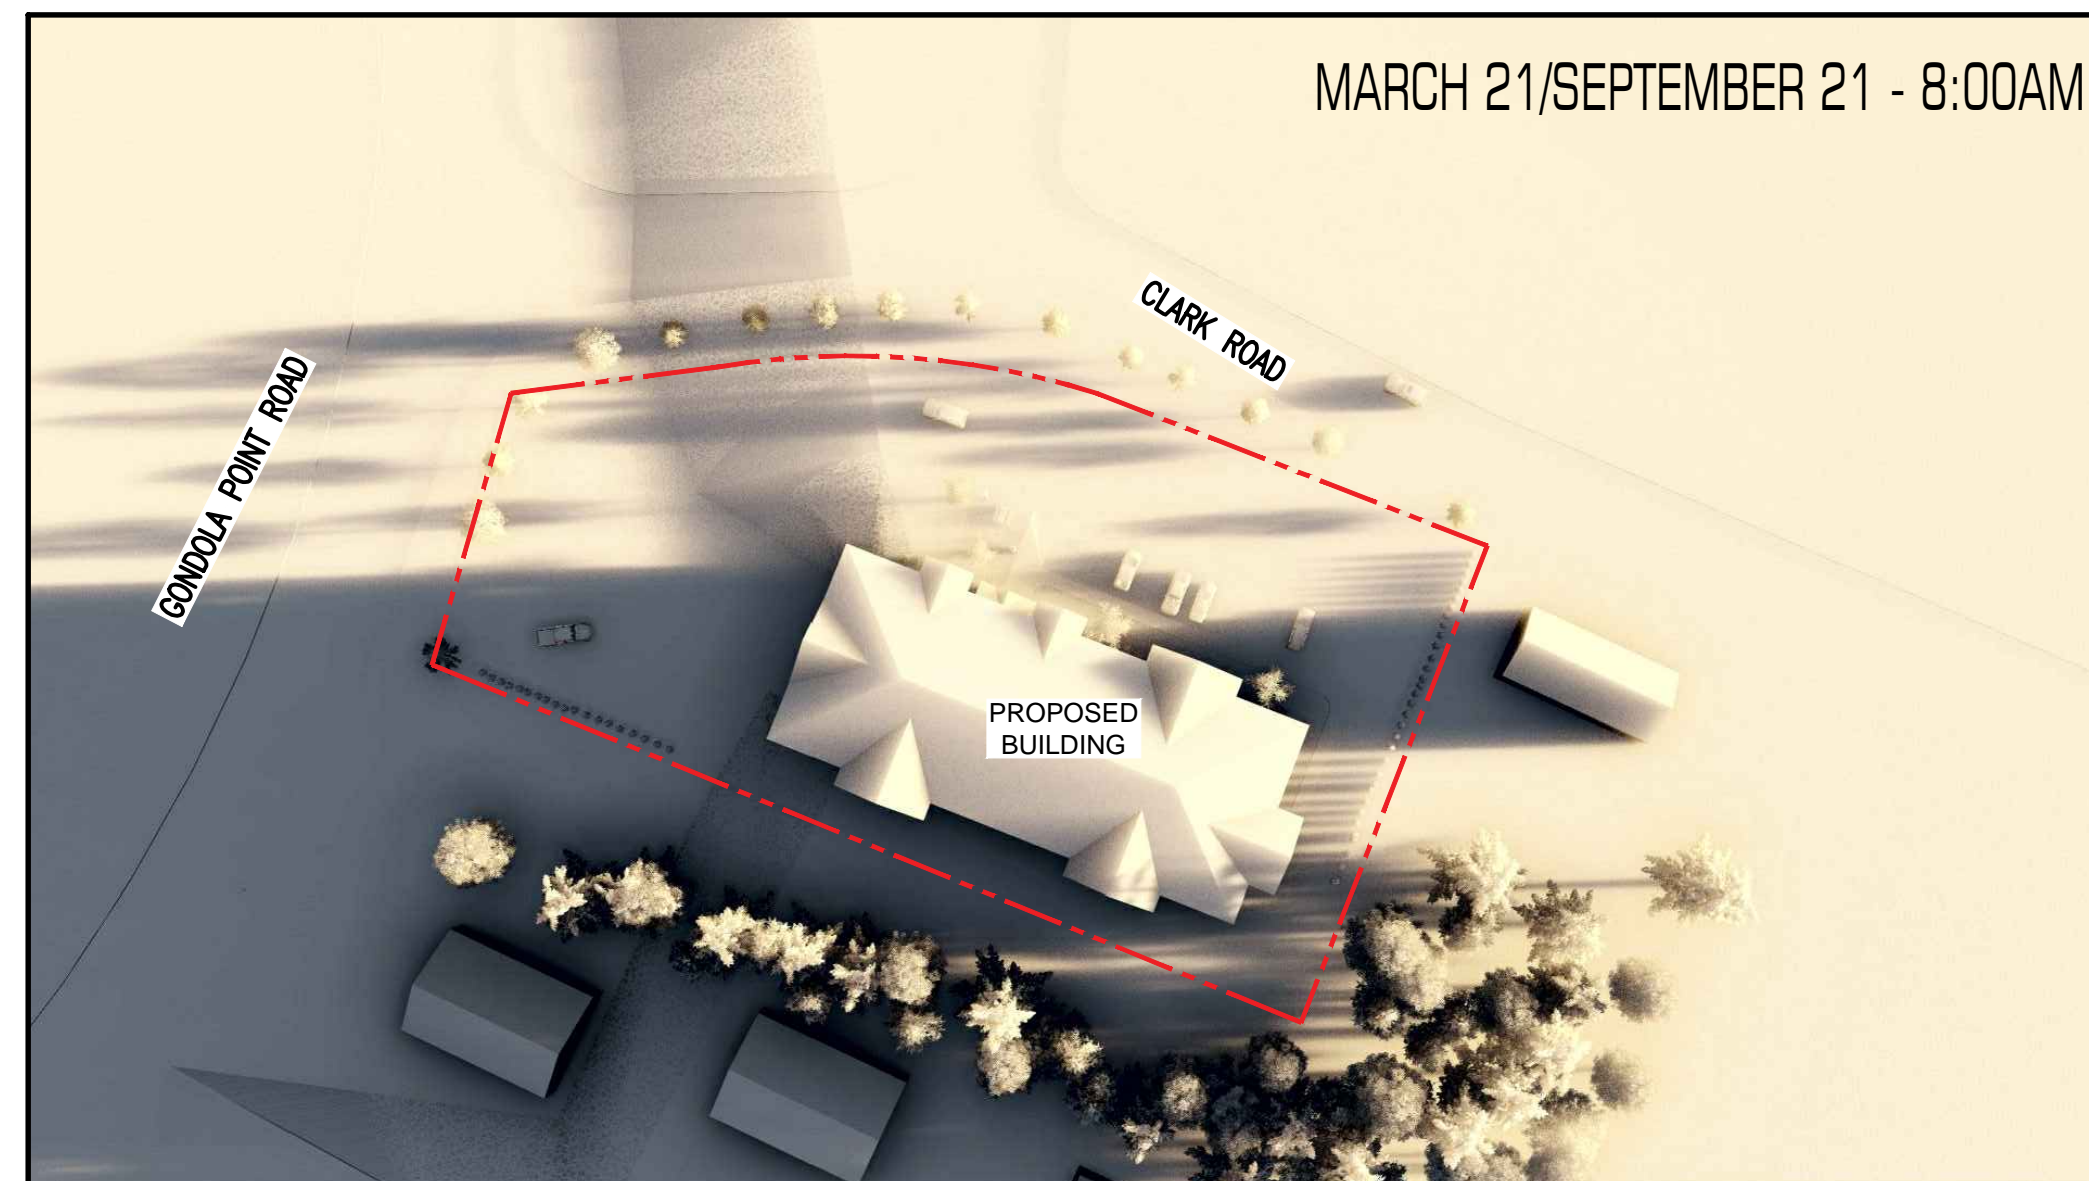 MARCH 21/SEPTEMBER 21 - 8:00AM
CLARK ROAD
GONDOLA POINT ROAD
PROPOSED
BUILDING